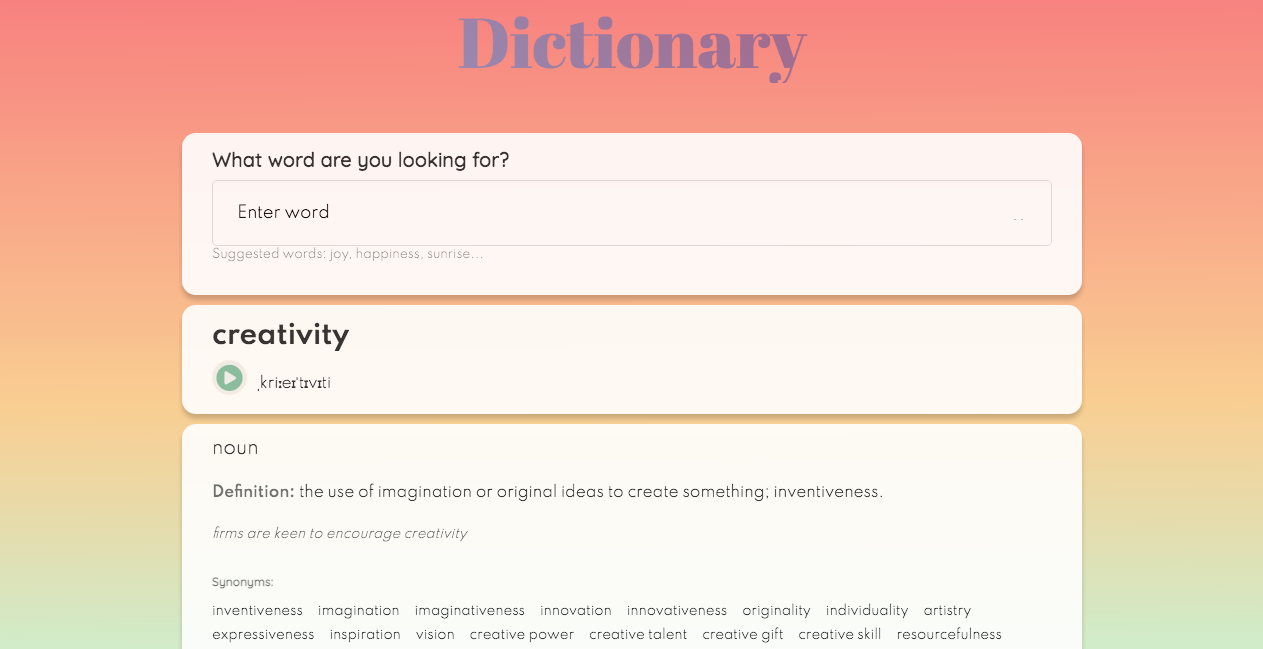 Dictionary
What word are you looking for?
Enter word
Suggested words: joy, happiness, sunrise...
creativity
ˌkriːeɪˈtɪvɪti
noun
Definition: the use of imagination or original ideas to create something; inventiveness.
firms are keen to encourage creativity
Synonyms:
inventiveness imagination imaginativeness innovation innovativeness originality individuality artistry
expressiveness inspiration vision creative power creative talent creative gift creative skill resourcefulness